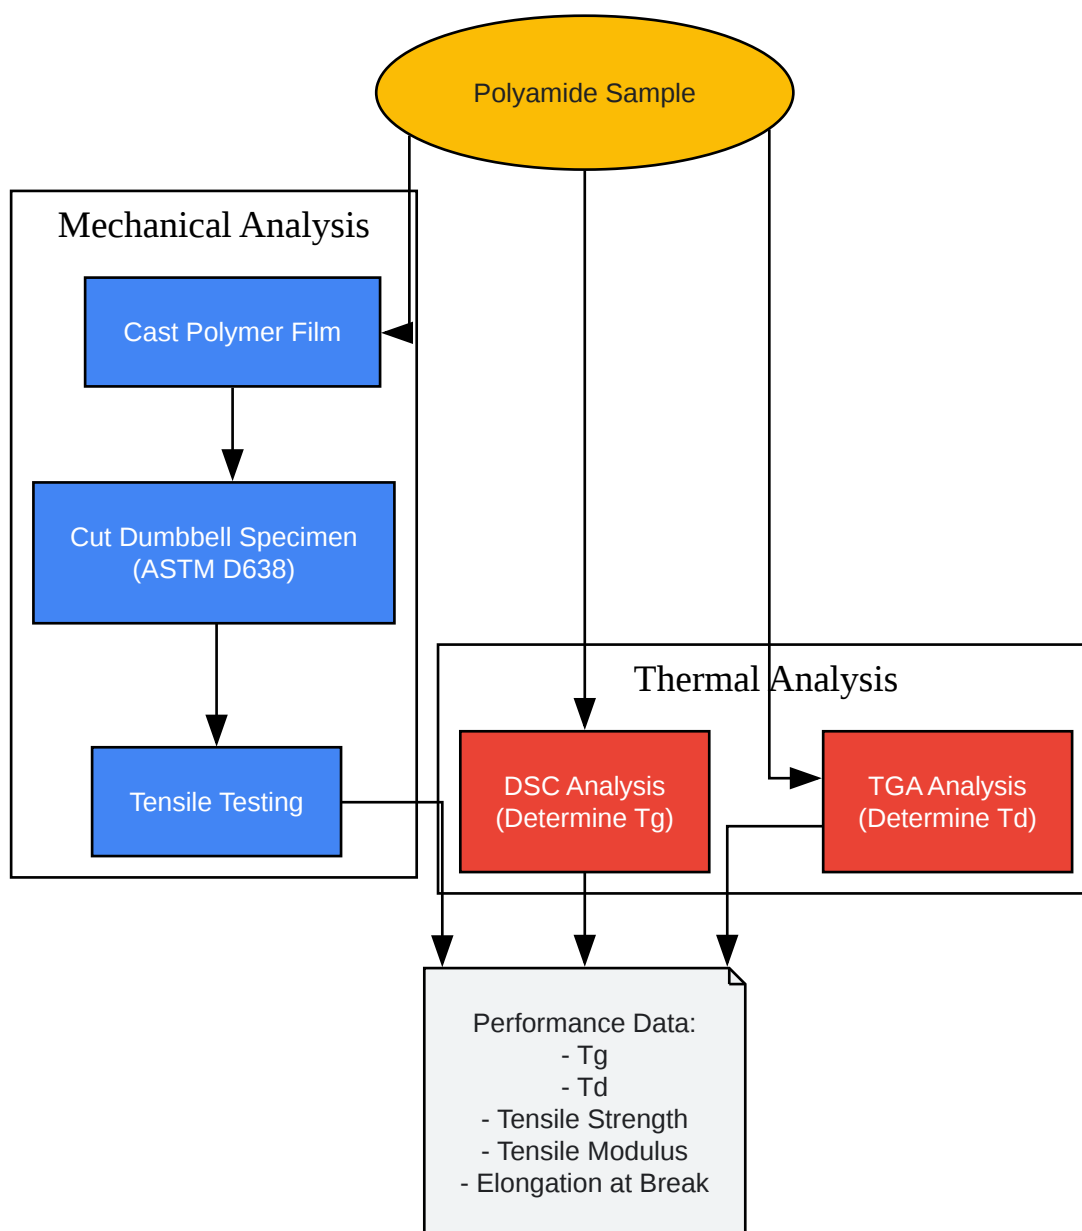 Polyamide Sample
Mechanical Analysis
Cast Polymer Film
Cut Dumbbell Specimen
(ASTM D638)
Tensile Testing
Thermal Analysis
DSC Analysis
(Determine Tg)
TGA Analysis
(Determine Td)
Performance Data:
- Tg
- Td
- Tensile Strength
- Tensile Modulus
- Elongation at Break